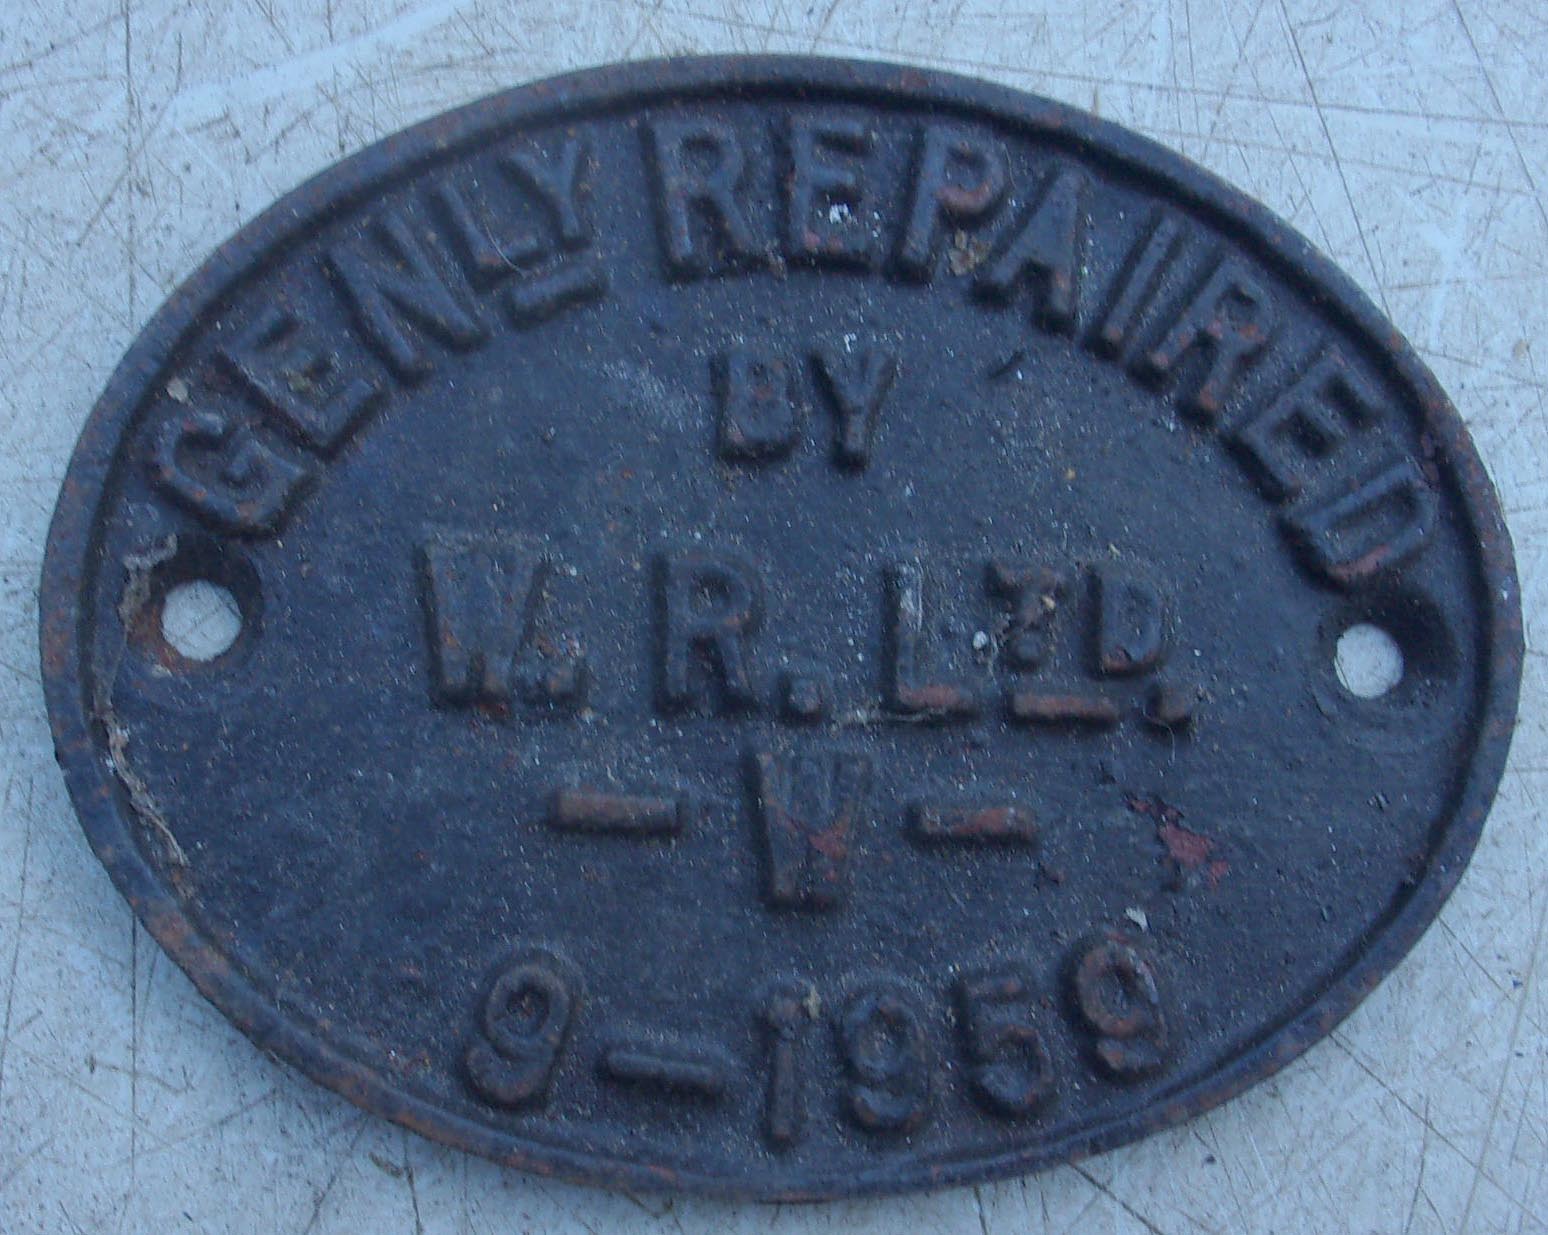 GENLY REPAIRED
BY
W. R. LTD.
- W -
9-1959